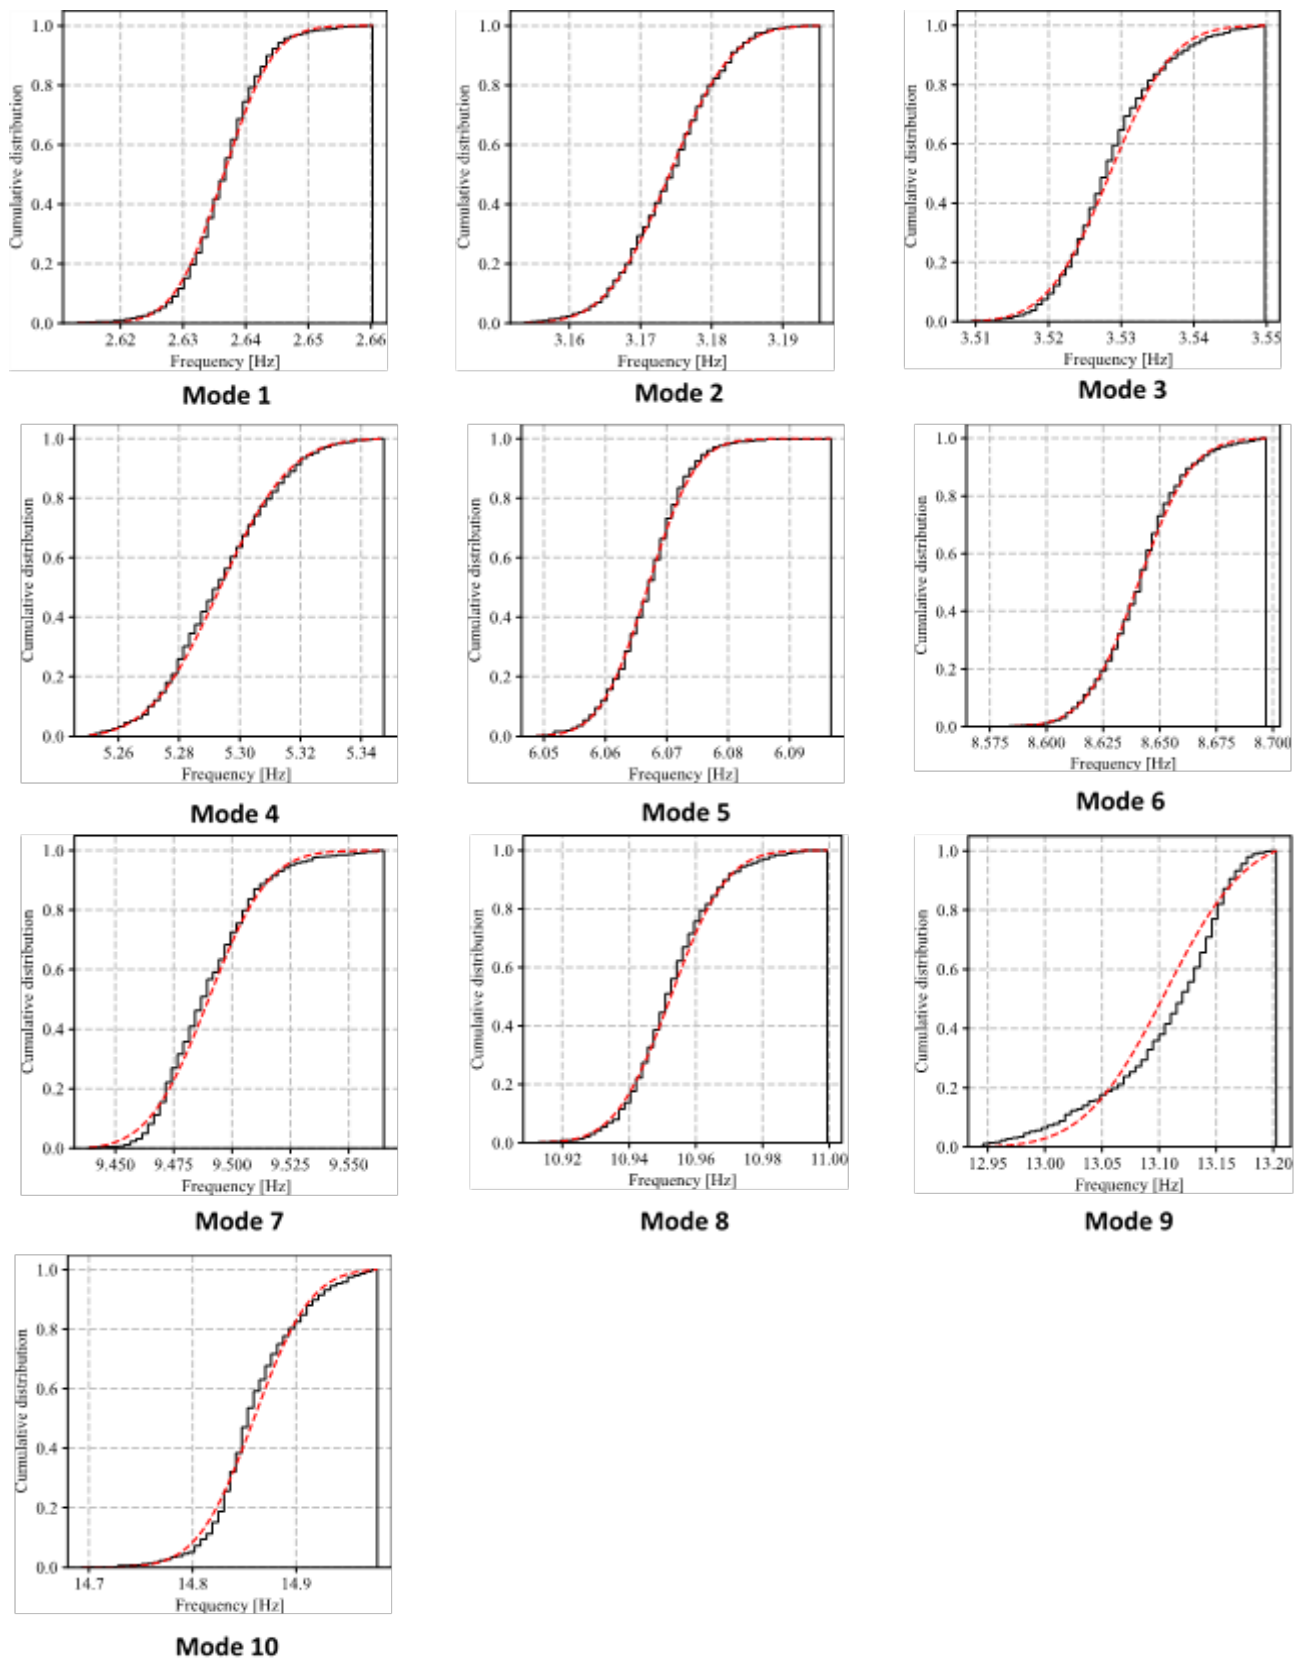 1.0
0.8
0.6
0.4
0.2
0.0
Cumulative distribution
2.62 2.63 2.64 2.65 2.66
Frequency [Hz]
Mode 1
1.0
0.8
0.6
0.4
0.2
0.0
Cumulative distribution
3.16 3.17 3.18 3.19
Frequency [Hz]
Mode 2
1.0
0.8
0.6
0.4
0.2
0.0
Cumulative distribution
3.51 3.52 3.53 3.54 3.55
Frequency [Hz]
Mode 3
1.0
0.8
0.6
0.4
0.2
0.0
Cumulative distribution
5.26 5.28 5.30 5.32 5.34
Frequency [Hz]
Mode 4
1.0
0.8
0.6
0.4
0.2
0.0
Cumulative distribution
6.05 6.06 6.07 6.08 6.09
Frequency [Hz]
Mode 5
1.0
0.8
0.6
0.4
0.2
0.0
Cumulative distribution
8.575 8.600 8.625 8.650 8.675 8.700
Frequency [Hz]
Mode 6
1.0
0.8
0.6
0.4
0.2
0.0
Cumulative distribution
9.450 9.475 9.500 9.525 9.550
Frequency [Hz]
Mode 7
1.0
0.8
0.6
0.4
0.2
0.0
Cumulative distribution
10.92 10.94 10.96 10.98 11.00
Frequency [Hz]
Mode 8
1.0
0.8
0.6
0.4
0.2
0.0
Cumulative distribution
12.95 13.00 13.05 13.10 13.15 13.20
Frequency [Hz]
Mode 9
1.0
0.8
0.6
0.4
0.2
0.0
Cumulative distribution
14.7 14.8 14.9
Frequency [Hz]
Mode 10